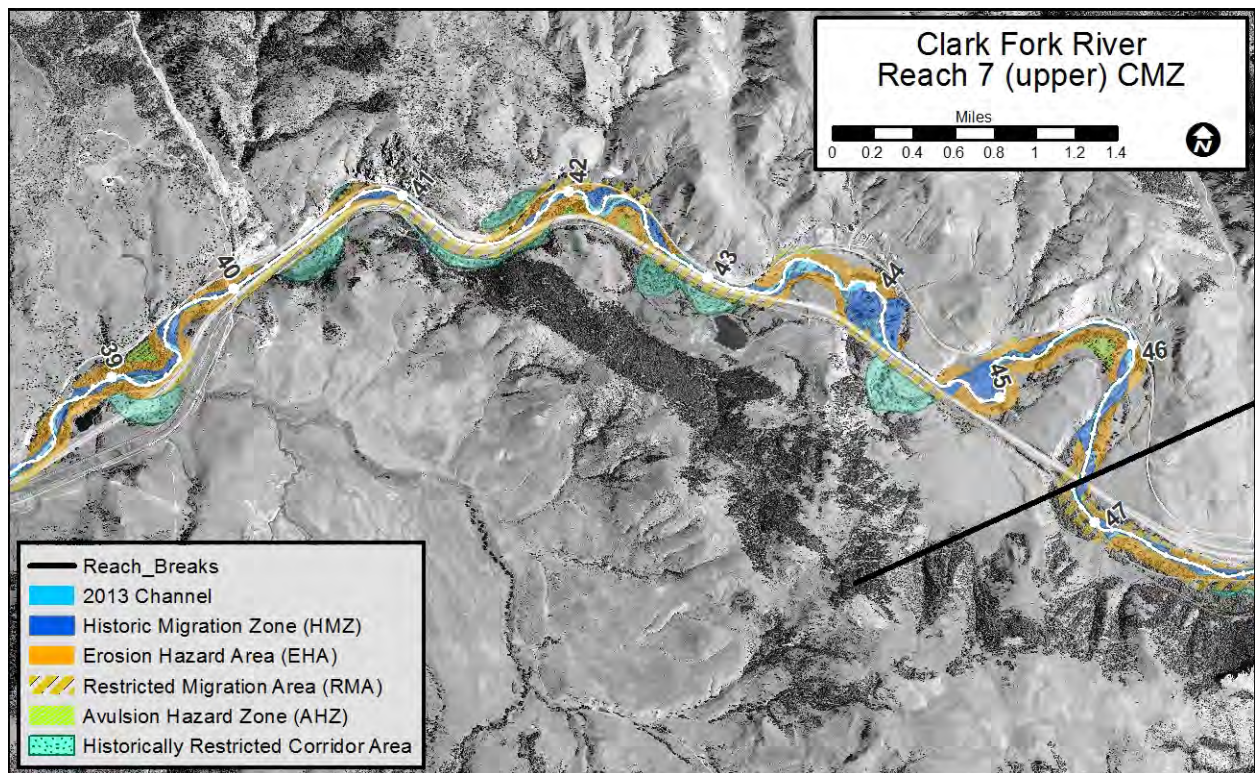 Clark Fork River
Reach 7 (upper) CMZ
Miles
0 0.2 0.4 0.6 0.8 1 1.2 1.4
N
39
40
41
42
43
44
45
46
47
Reach_Breaks
2013 Channel
Historic Migration Zone (HMZ)
Erosion Hazard Area (EHA)
Restricted Migration Area (RMA)
Avulsion Hazard Zone (AHZ)
Historically Restricted Corridor Area